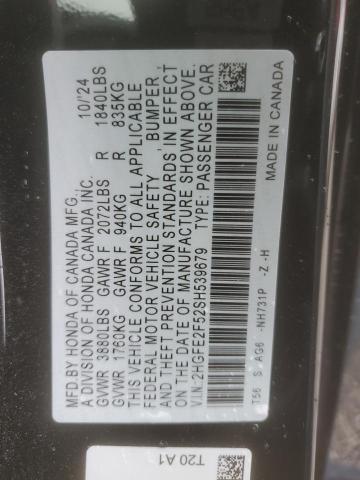 MFD.BY HONDA OF CANADA MFG.,
A DIVISION OF HONDA CANADA INC. 10/'24
GVWR 3880LBS GAWR F 2072LBS R 1840LBS
GVWR 1760KG GAWR F 940KG R 835KG
THIS VEHICLE CONFORMS TO ALL APPLICABLE
FEDERAL MOTOR VEHICLE SAFETY , BUMPER ,
AND THEFT PREVENTION STANDARDS IN EFFECT
ON THE DATE OF MANUFACTURE SHOWN ABOVE.
V.I.N: 2HGFE2F52SH539679 TYPE: PASSENGER CAR
T56 S AG6 -NH731P -Z -H MADE IN CANADA
T20 A1